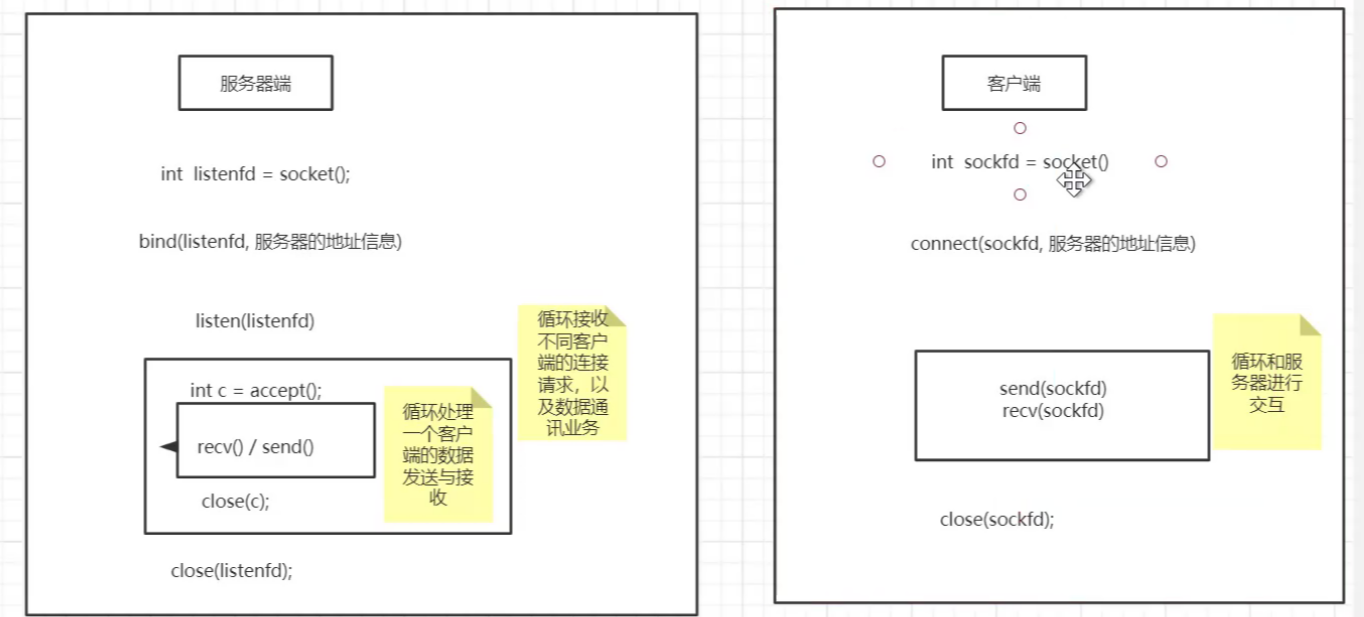 服务器端
int listenfd = socket();
bind(listenfd, 服务器的地址信息)
listen(listenfd)
int c = accept();
recv() / send()
close(c);
close(listenfd);
循环处理
一个客户
端的数据
发送与接
收
循环接收
不同客户
端的连接
请求，以
及数据通
讯业务
客户端
int sockfd = socket()
connect(sockfd, 服务器的地址信息)
send(sockfd)
recv(sockfd)
close(sockfd);
循环和服
务器进行
交互